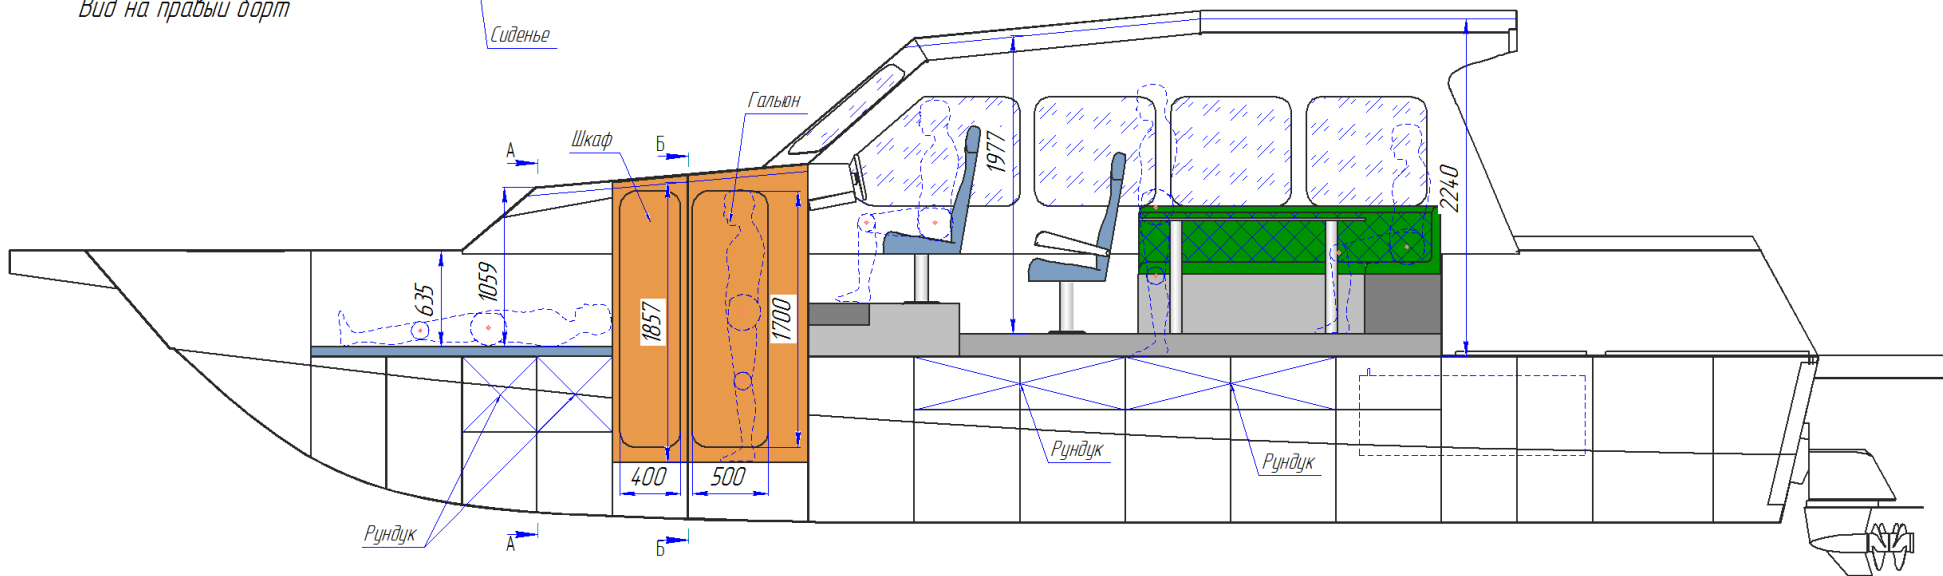 Вид на правый борт
Сиденье
Гальюн
Шкаф
Б
А
1977
2240
635
1059
1857
1700
400
500
Рундук
Рундук
Рундук
А
Б